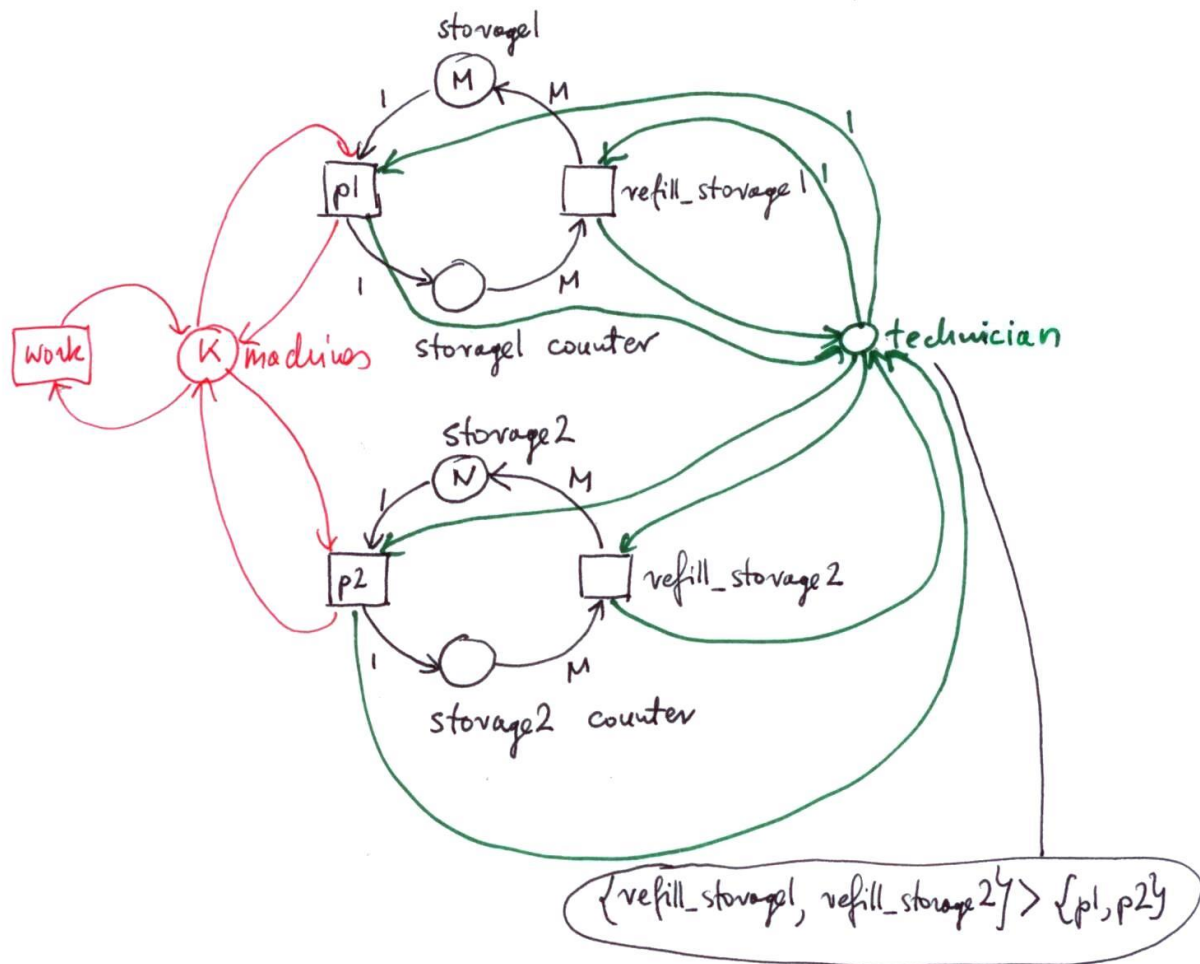 storage1
M
1
M
1
p1
refill_storage1
1
1
M
storage1 counter
technician
work
K
machines
storage2
N
M
1
p2
refill_storage2
1
M
storage2 counter
{refill_storage1, refill_storage2} > {p1, p2}